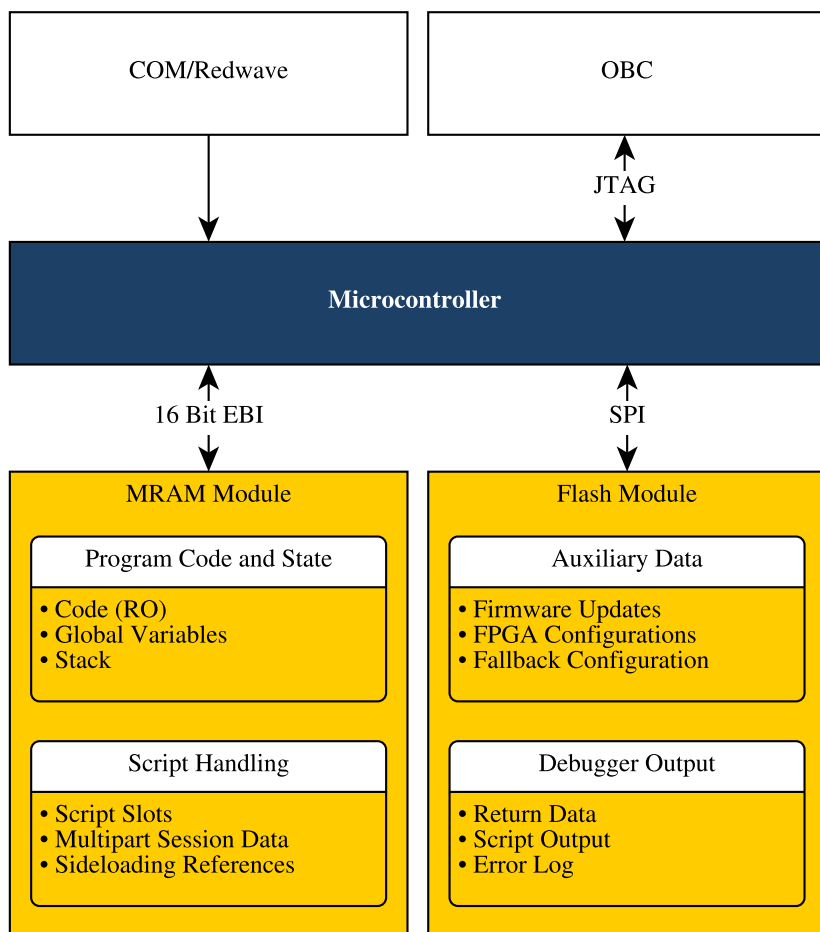 COM/Redwave
OBC
JTAG
Microcontroller
16 Bit EBI
SPI
MRAM Module
Program Code and State
• Code (RO)
• Global Variables
• Stack
Script Handling
• Script Slots
• Multipart Session Data
• Sideloading References
Flash Module
Auxiliary Data
• Firmware Updates
• FPGA Configurations
• Fallback Configuration
Debugger Output
• Return Data
• Script Output
• Error Log